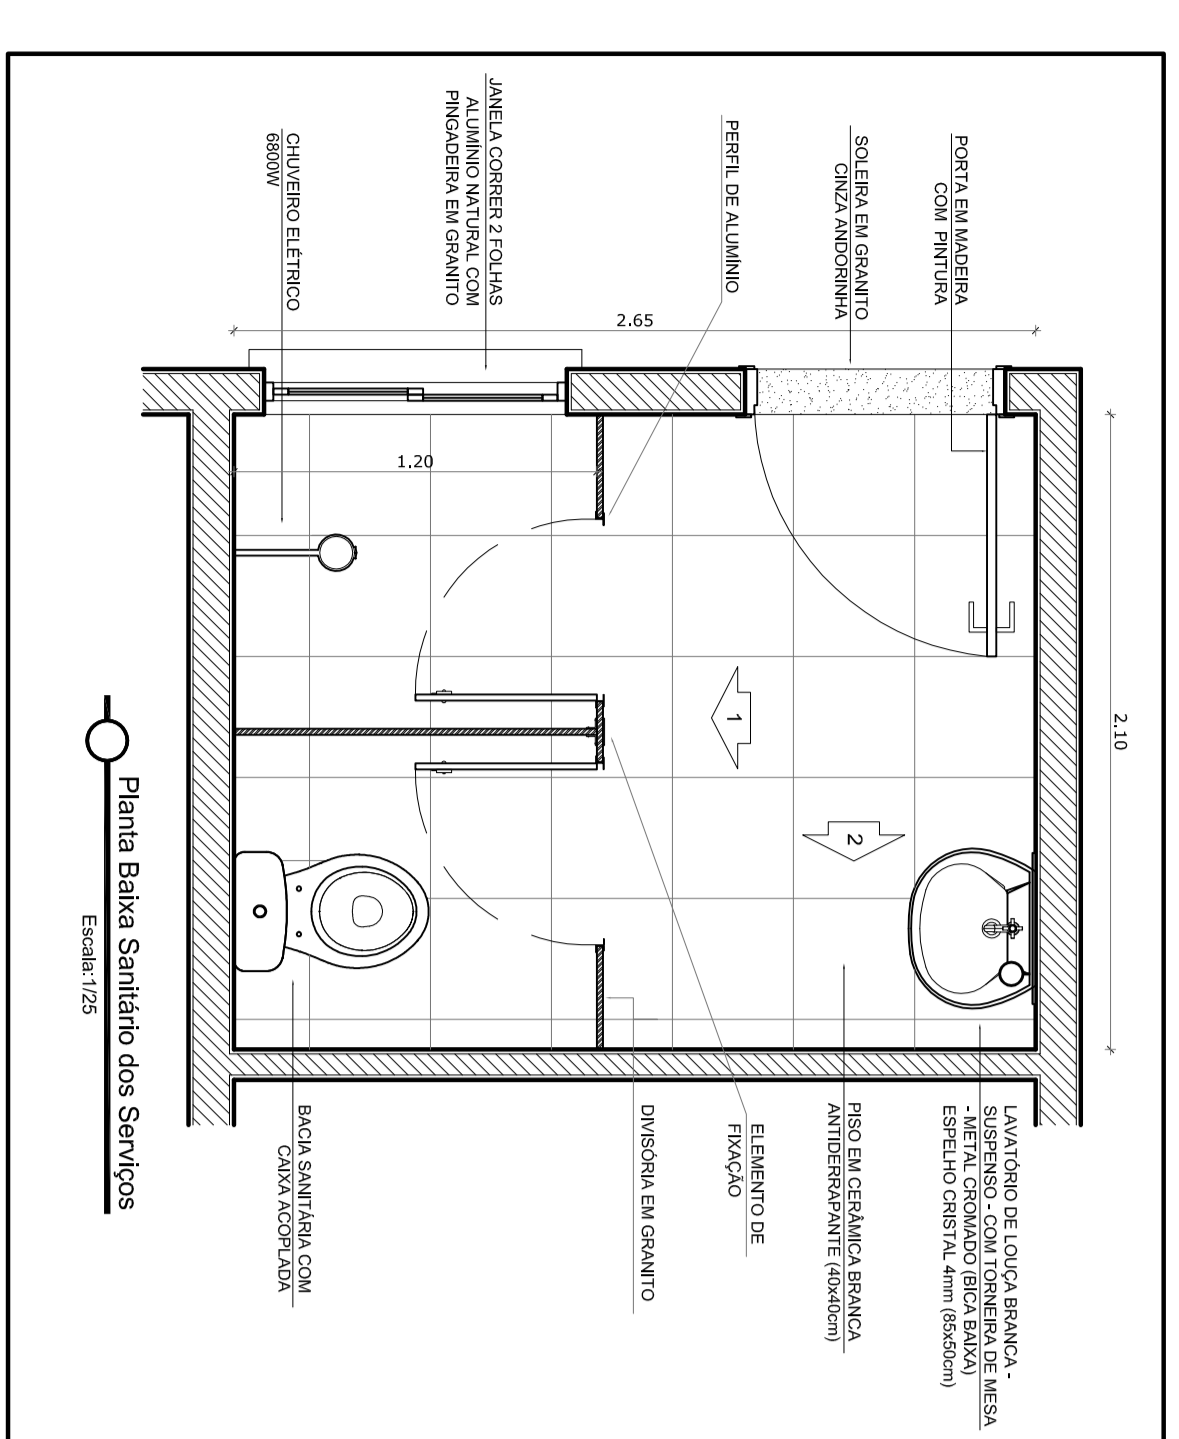 PORTA EM MADEIRA
COM PINTURA
SOLEIRA EM GRANITO
CINZA ANDORINHA
PERFIL DE ALUMÍNIO
JANELA CORRER 2 FOLHAS
ALUMÍNIO NATURAL COM
PINGADEIRA EM GRANITO
CHUVEIRO ELÉTRICO
6800W
2.65
1.20
2.10
1
2
LAVATÓRIO DE LOUÇA BRANCA -
SUSPENSO - COM TORNEIRA DE MESA
- METAL CROMADO (BICA BAIXA)
ESPELHO CRISTAL 4mm (85x50cm)
PISO EM CERÂMICA BRANCA
ANTIDERRAPANTE (40x40cm)
ELEMENTO DE
FIXAÇÃO
DIVISÓRIA EM GRANITO
BACIA SANITÁRIA COM
CAIXA ACOPLADA
Planta Baixa Sanitário dos Serviços
Escala:1/25